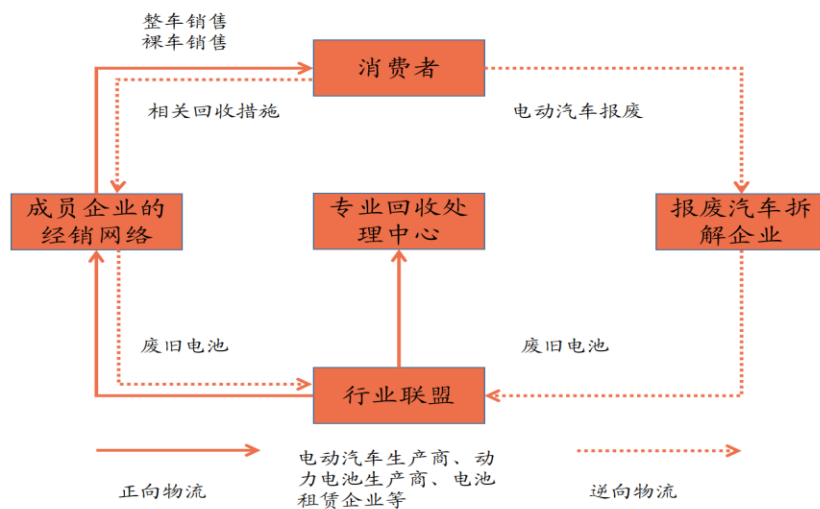 整车销售
裸车销售
消费者
相关回收措施
电动汽车报废
成员企业的
经销网络
专业回收处
理中心
报废汽车拆
解企业
废旧电池
废旧电池
行业联盟
电动汽车生产商、动
力电池生产商、电池
租赁企业等
正向物流
逆向物流